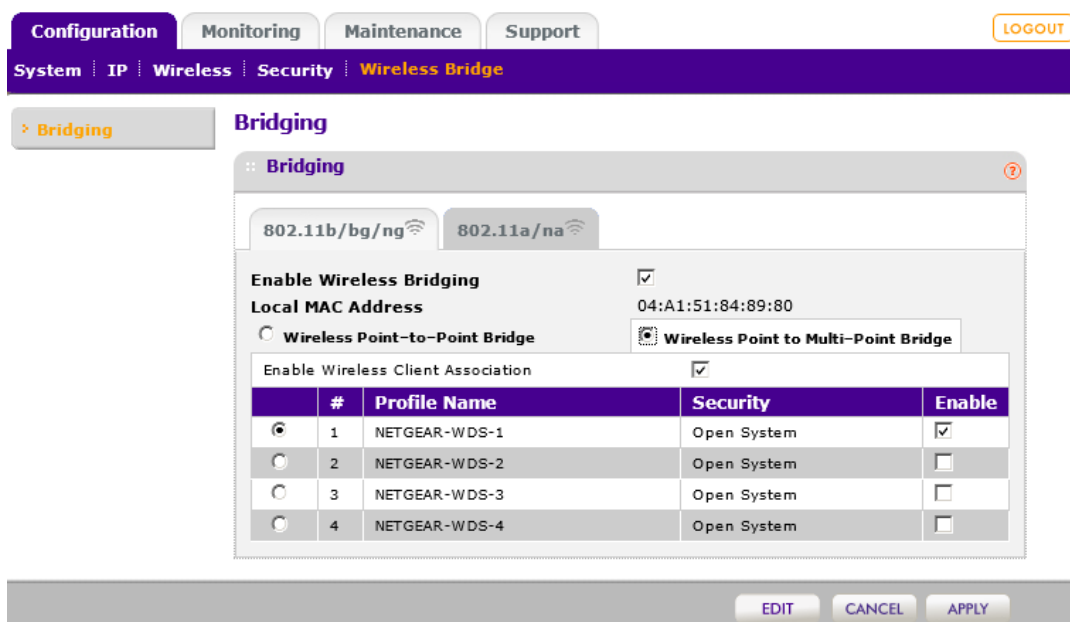 Configuration Monitoring Maintenance Support LOGOUT
System IP Wireless Security Wireless Bridge
Bridging
Bridging
Bridging
802.11b/bg/ng 802.11a/na
Enable Wireless Bridging
Local MAC Address 04:A1:51:84:89:80
Wireless Point-to-Point Bridge Wireless Point to Multi-Point Bridge
Enable Wireless Client Association
# Profile Name Security Enable
1 NETGEAR-WDS-1 Open System
2 NETGEAR-WDS-2 Open System
3 NETGEAR-WDS-3 Open System
4 NETGEAR-WDS-4 Open System
EDIT CANCEL APPLY